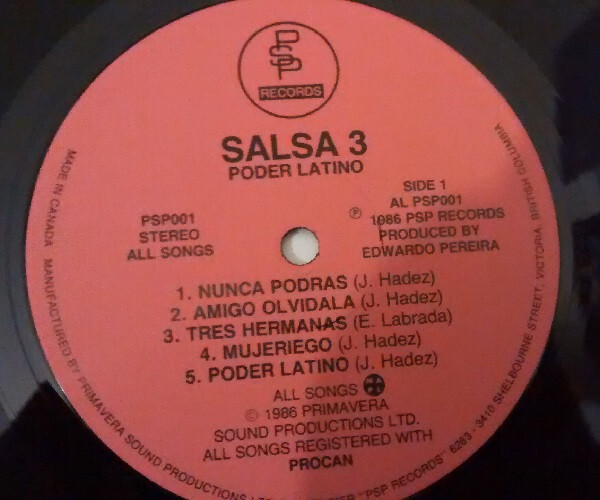 PSP
RECORDS
SALSA 3
PODER LATINO
PSP001
STEREO
ALL SONGS
SIDE 1
AL PSP001
Ⓟ 1986 PSP RECORDS
PRODUCED BY
EDWARDO PEREIRA
1. NUNCA PODRAS (J. Hadez)
2. AMIGO OLVIDALA (J. Hadez)
3. TRES HERMANAS (E. Labrada)
4. MUJERIEGO (J. Hadez)
5. PODER LATINO (J. Hadez)
ALL SONGS
© 1986 PRIMAVERA
SOUND PRODUCTIONS LTD.
ALL SONGS REGISTERED WITH
PROCAN
MADE IN CANADA MANUFACTURED BY PRIMAVERA SOUND PRODUCTIONS "PSP RECORDS" 6263 - 3410 SHELBOURNE STREET, VICTORIA, BRITISH COLUMBIA